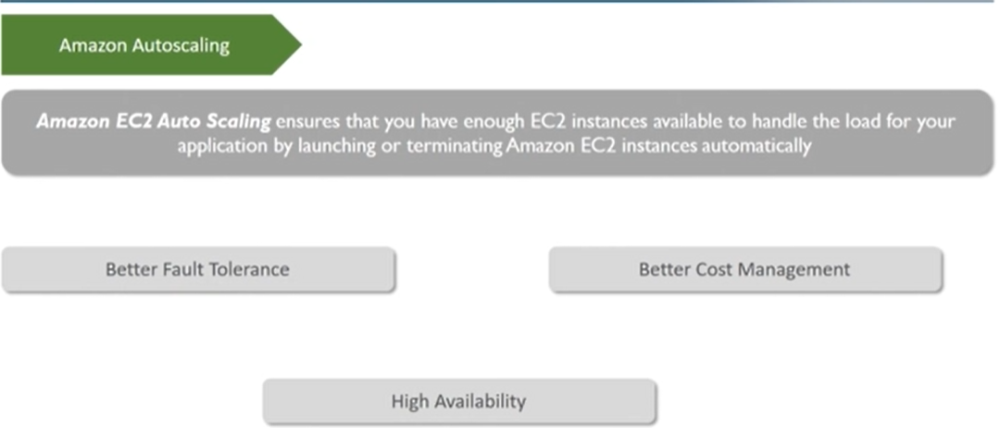 Amazon Autoscaling
Amazon EC2 Auto Scaling ensures that you have enough EC2 instances available to handle the load for your
application by launching or terminating Amazon EC2 instances automatically
Better Fault Tolerance
Better Cost Management
High Availability